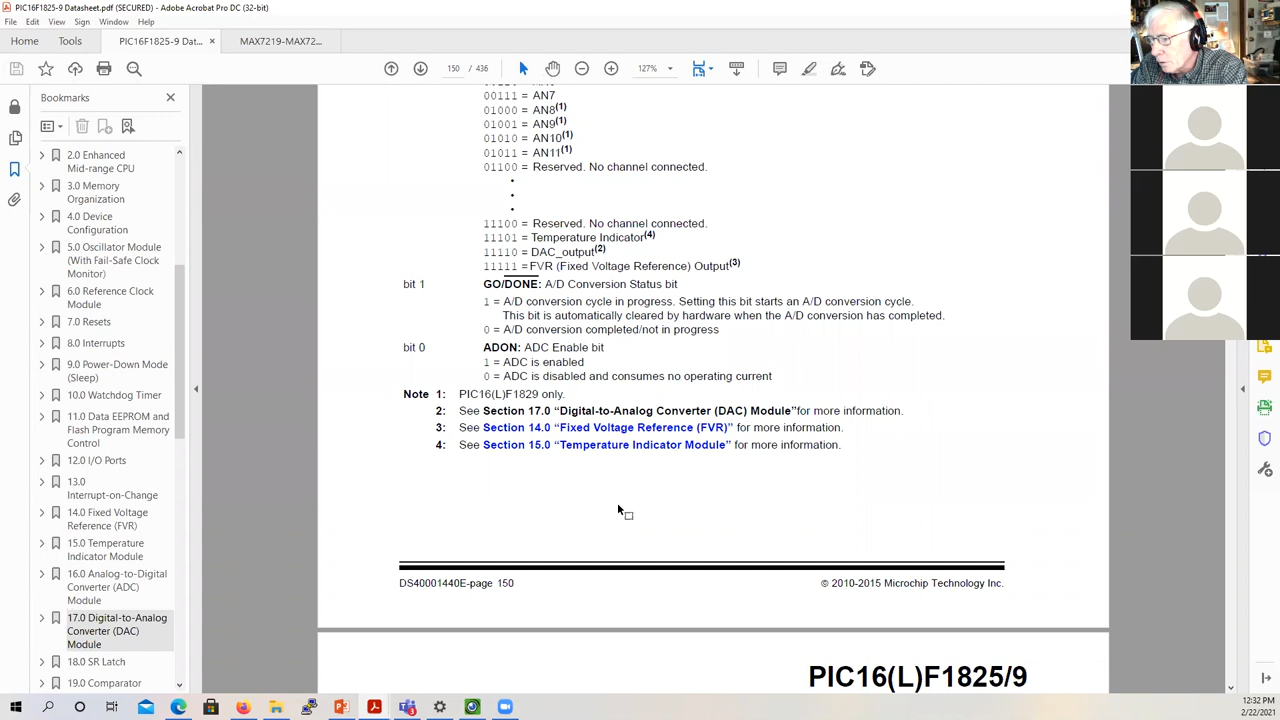 PIC16F1825-9 Datasheet.pdf (SECURED) - Adobe Acrobat Pro DC (32-bit)
File Edit View Sign Window Help
Home Tools PIC16F1825-9 Dat... × MAX7219-MAX72...
150 / 436 127%
Bookmarks
2.0 Enhanced
Mid-range CPU
3.0 Memory
Organization
4.0 Device
Configuration
5.0 Oscillator Module
(With Fail-Safe Clock
Monitor)
6.0 Reference Clock
Module
7.0 Resets
8.0 Interrupts
9.0 Power-Down Mode
(Sleep)
10.0 Watchdog Timer
11.0 Data EEPROM and
Flash Program Memory
Control
12.0 I/O Ports
13.0
Interrupt-on-Change
14.0 Fixed Voltage
Reference (FVR)
15.0 Temperature
Indicator Module
16.0 Analog-to-Digital
Converter (ADC)
Module
17.0 Digital-to-Analog
Converter (DAC)
Module
18.0 SR Latch
19.0 Comparator
00111 = AN7
01000 = AN8(1)
01001 = AN9(1)
01010 = AN10(1)
01011 = AN11(1)
01100 = Reserved. No channel connected.
•
•
•
11100 = Reserved. No channel connected.
11101 = Temperature Indicator(4)
11110 = DAC_output(2)
11111 =FVR (Fixed Voltage Reference) Output(3)
bit 1 GO/DONE: A/D Conversion Status bit
1 = A/D conversion cycle in progress. Setting this bit starts an A/D conversion cycle.
This bit is automatically cleared by hardware when the A/D conversion has completed.
0 = A/D conversion completed/not in progress
bit 0 ADON: ADC Enable bit
1 = ADC is enabled
0 = ADC is disabled and consumes no operating current
Note 1: PIC16(L)F1829 only.
2: See Section 17.0 “Digital-to-Analog Converter (DAC) Module”for more information.
3: See Section 14.0 “Fixed Voltage Reference (FVR)” for more information.
4: See Section 15.0 “Temperature Indicator Module” for more information.
DS40001440E-page 150 © 2010-2015 Microchip Technology Inc.
PIC16(L)F1825/9
12:32 PM
2/22/2021